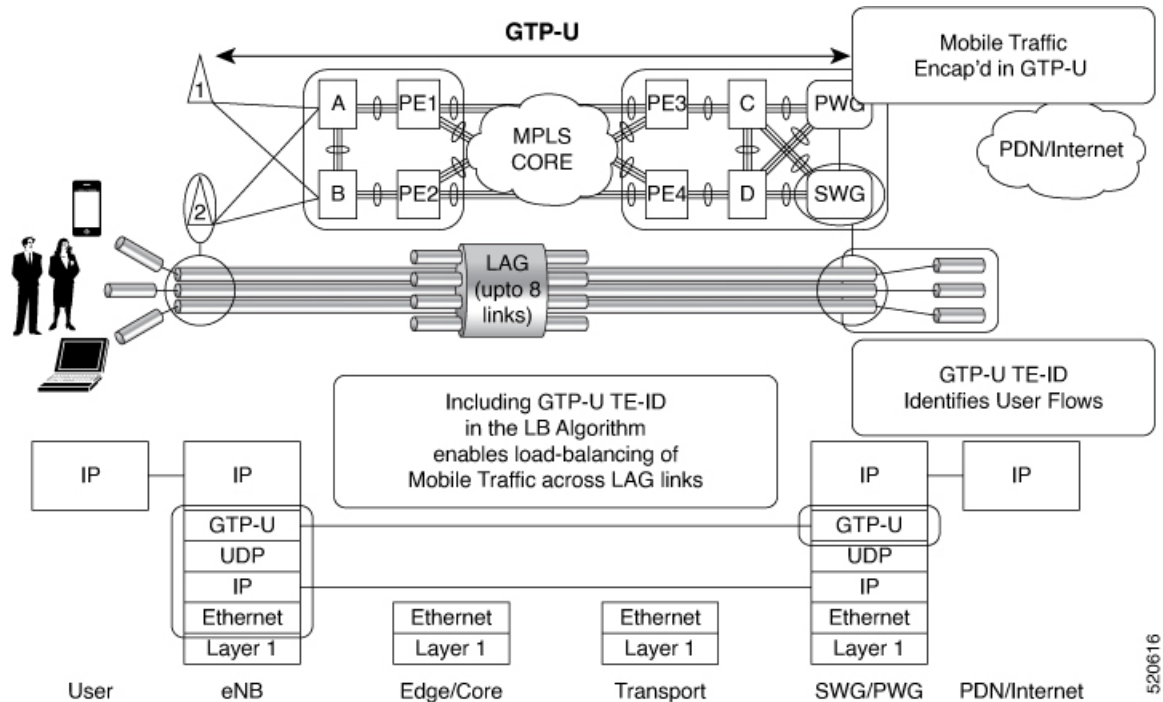 GTP-U
Mobile Traffic
Encap'd in GTP-U
1
A
PE1
PE3
C
PWG
MPLS
CORE
PDN/Internet
2
B
PE2
PE4
D
SWG
LAG
(upto 8
links)
GTP-U TE-ID
Identifies User Flows
Including GTP-U TE-ID
in the LB Algorithm
enables load-balancing of
Mobile Traffic across LAG links
IP
IP
IP
IP
GTP-U
GTP-U
UDP
UDP
IP
IP
Ethernet
Ethernet
Ethernet
Ethernet
Layer 1
Layer 1
Layer 1
Layer 1
User
eNB
Edge/Core
Transport
SWG/PWG
PDN/Internet
520616